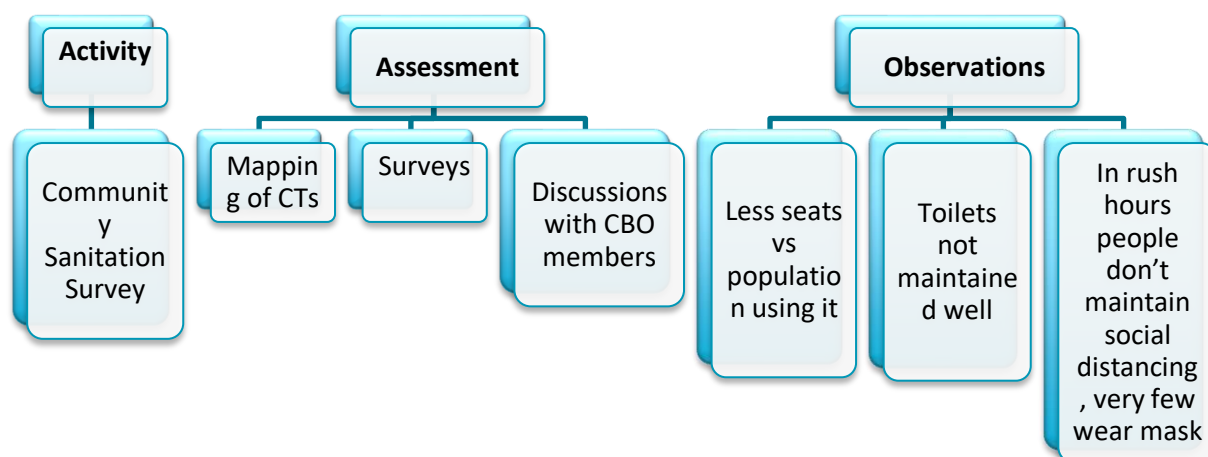 Activity
Communit
y
Sanitation
Survey
Assessment
Mappin
g of CTs
Surveys
Discussions
with CBO
members
Observations
Less seats
vs
populatio
n using it
Toilets
not
maintaine
d well
In rush
hours
people
don’t
maintain
social
distancing
, very few
wear mask